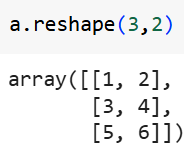 a.reshape(3,2)
array([[1, 2],
       [3, 4],
       [5, 6]])